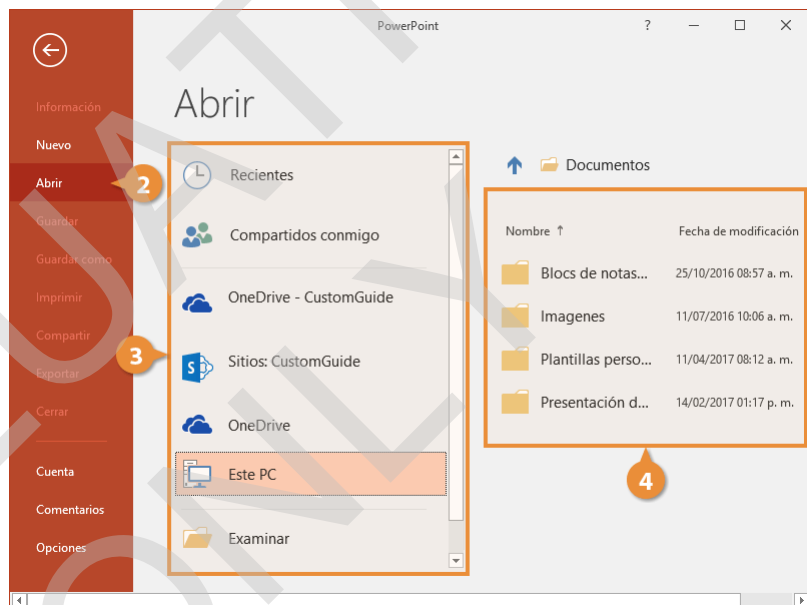 PowerPoint
?
Abrir
Información
Nuevo
Abrir
2
Guardar
Guardar como
Imprimir
Compartir
Exportar
Cerrar
Cuenta
Comentarios
Opciones
3
Recientes
Compartidos conmigo
OneDrive - CustomGuide
S
Sitios: CustomGuide
OneDrive
Este PC
Examinar
Documentos
Nombre ↑ Fecha de modificación
Blocs de notas... 25/10/2016 08:57 a. m.
Imagenes 11/07/2016 10:06 a. m.
Plantillas perso... 11/04/2017 08:12 a. m.
Presentación d... 14/02/2017 01:17 p. m.
4
UATI
ONLY